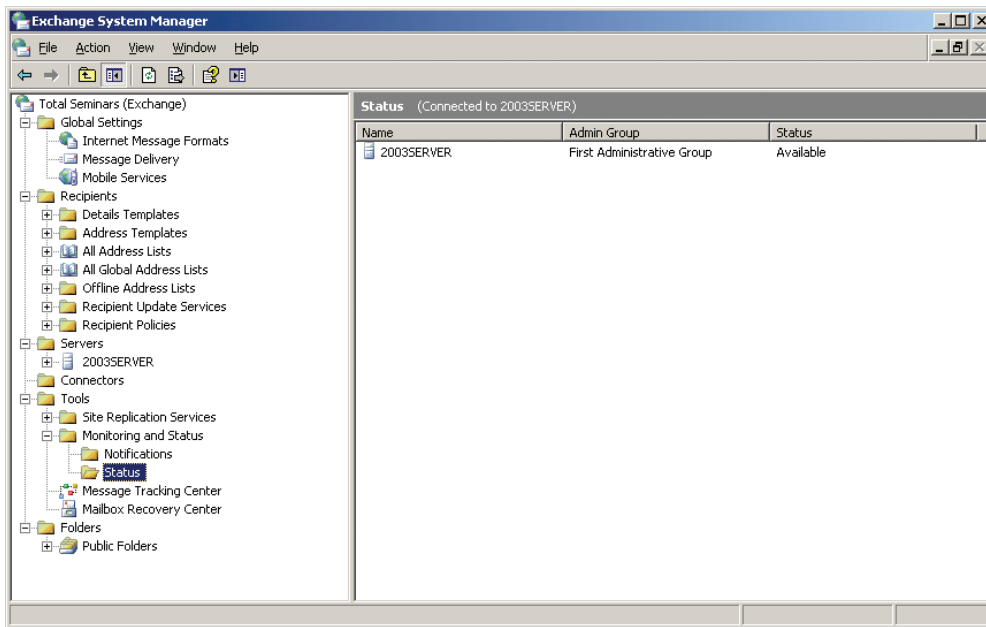 Exchange System Manager
File Action View Window Help
Total Seminars (Exchange)
Global Settings
Internet Message Formats
Message Delivery
Mobile Services
Recipients
Details Templates
Address Templates
All Address Lists
All Global Address Lists
Offline Address Lists
Recipient Update Services
Recipient Policies
Servers
2003SERVER
Connectors
Tools
Site Replication Services
Monitoring and Status
Notifications
Status
Message Tracking Center
Mailbox Recovery Center
Folders
Public Folders
Status (Connected to 2003SERVER)
Name Admin Group Status
2003SERVER First Administrative Group Available